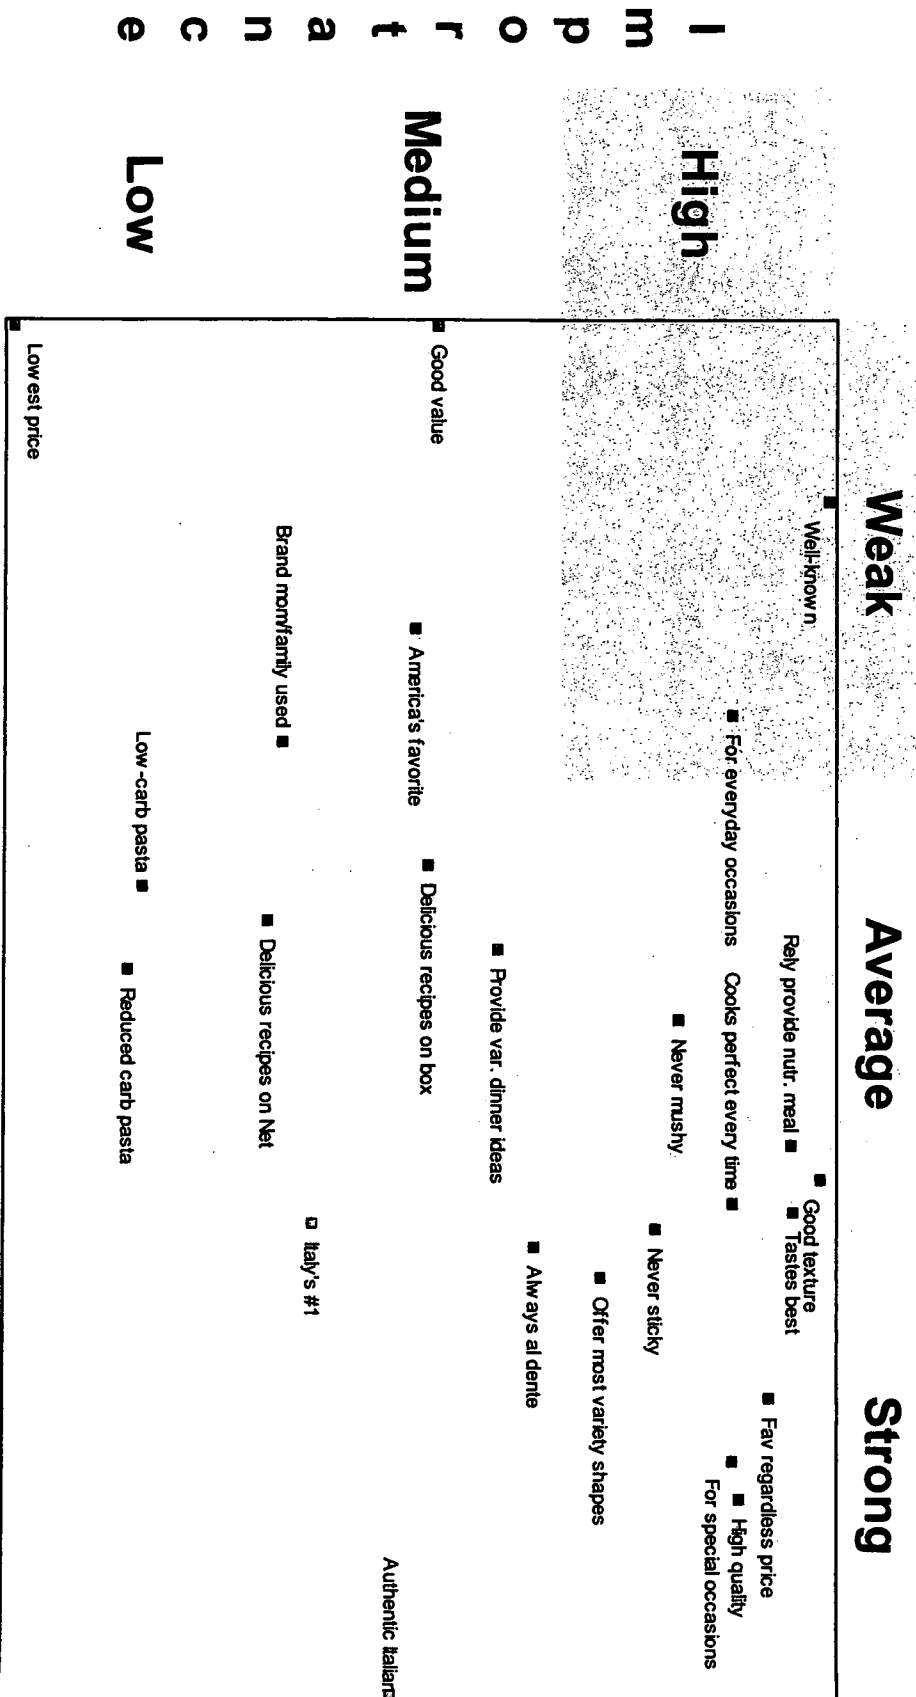 Weak
Average
Strong
Importance
High
Medium
Low
Well-known
Good texture
Rely provide nutr. meal
Tastes best
Fav regardless price
For everyday occasions
Cooks perfect every time
High quality
For special occasions
Never mushy
Never sticky
Offer most variety shapes
Always al dente
Provide var. dinner ideas
Good value
Delicious recipes on box
America's favorite
Authentic Italian
Italy's #1
Brand mom/family used
Delicious recipes on Net
Low-carb pasta
Reduced carb pasta
Lowest price